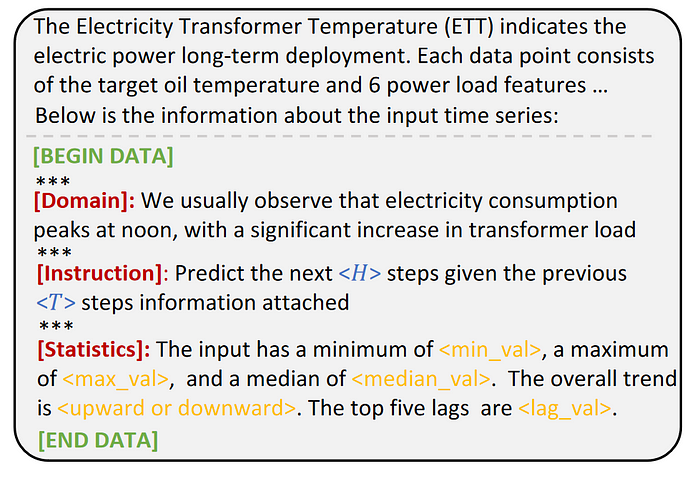 The Electricity Transformer Temperature (ETT) indicates the
electric power long-term deployment. Each data point consists
of the target oil temperature and 6 power load features …
Below is the information about the input time series:
[BEGIN DATA]
***
[Domain]: We usually observe that electricity consumption
peaks at noon, with a significant increase in transformer load
***
[Instruction]: Predict the next <H> steps given the previous
<T> steps information attached
***
[Statistics]: The input has a minimum of <min_val>, a maximum
of <max_val>, and a median of <median_val>. The overall trend
is <upward or downward>. The top five lags are <lag_val>.
[END DATA]